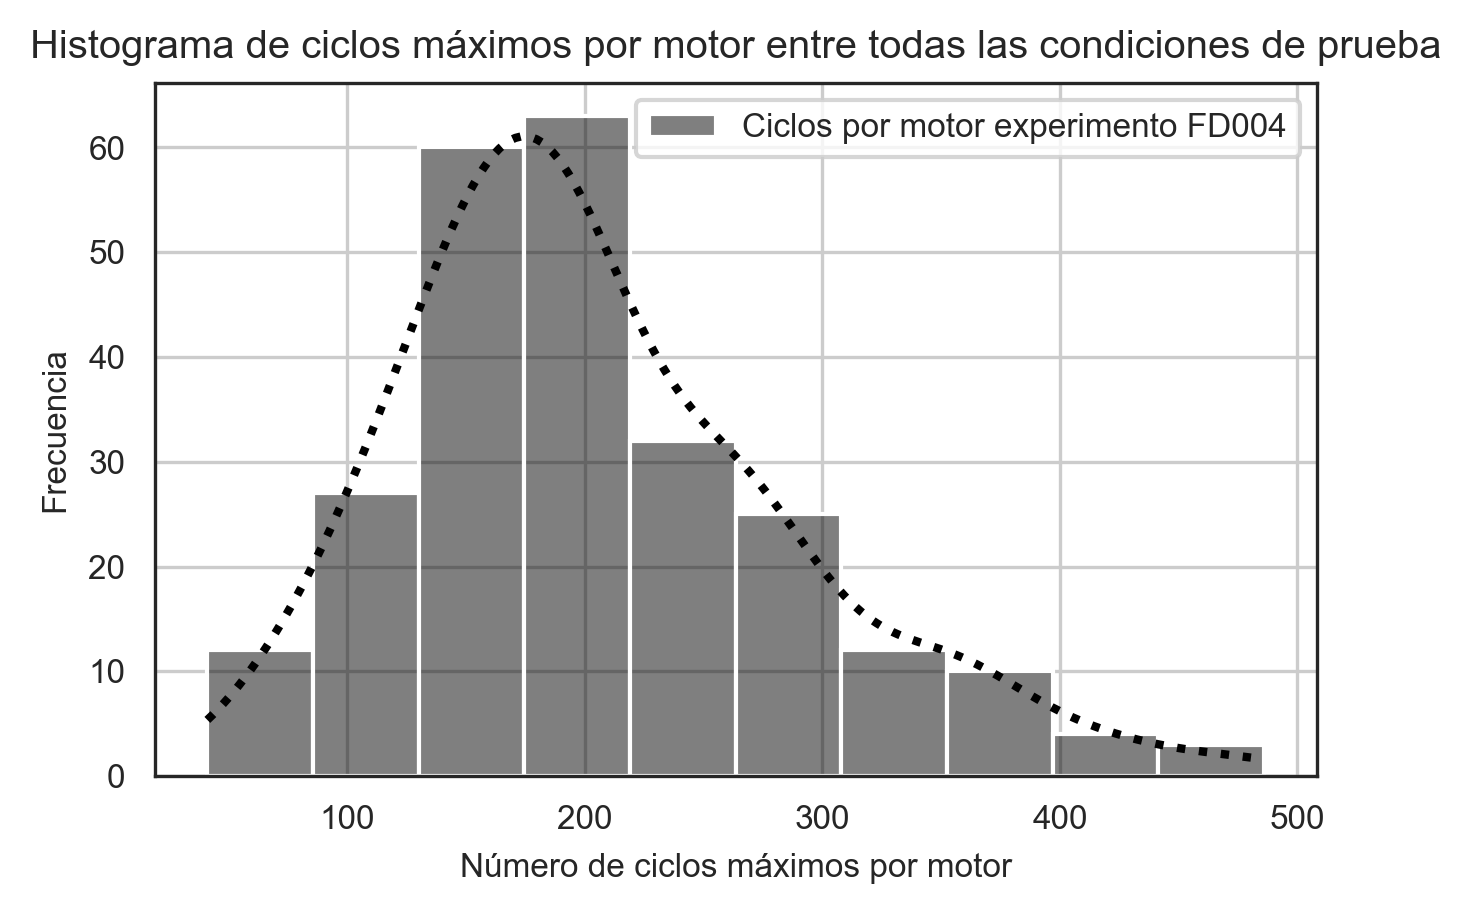 Histograma de ciclos máximos por motor entre todas las condiciones de prueba
Ciclos por motor experimento FD004
Frecuencia
60
50
40
30
20
10
0
100 200 300 400 500
Número de ciclos máximos por motor